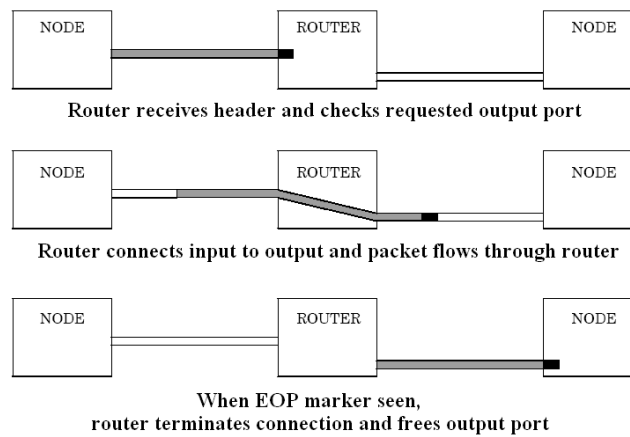 NODE ROUTER NODE
Router receives header and checks requested output port
NODE ROUTER NODE
Router connects input to output and packet flows through router
NODE ROUTER NODE
When EOP marker seen,
router terminates connection and frees output port